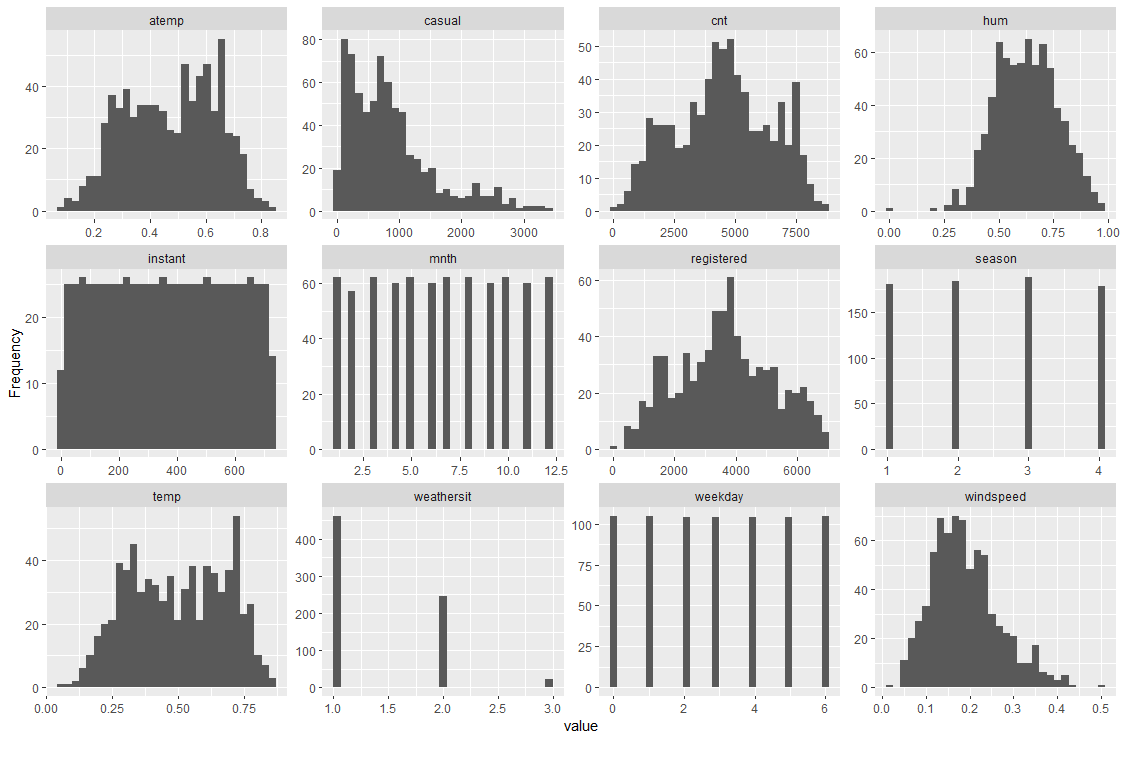 atemp casual cnt hum
0 20 40
0.2 0.4 0.6 0.8
0 20 40 60 80
0 1000 2000 3000
0 10 20 30 40 50
0 2500 5000 7500
0 20 40 60
0.00 0.25 0.50 0.75 1.00
instant mnth registered season
Frequency
0 10 20
0 200 400 600
0 20 40 60
2.5 5.0 7.5 10.0 12.5
0 20 40 60
0 2000 4000 6000
0 50 100 150
1 2 3 4
temp weathersit weekday windspeed
0 20 40
0.00 0.25 0.50 0.75
0 100 200 300 400
1.0 1.5 2.0 2.5 3.0
0 25 50 75 100
0 2 4 6
0 20 40 60
0.0 0.1 0.2 0.3 0.4 0.5
value